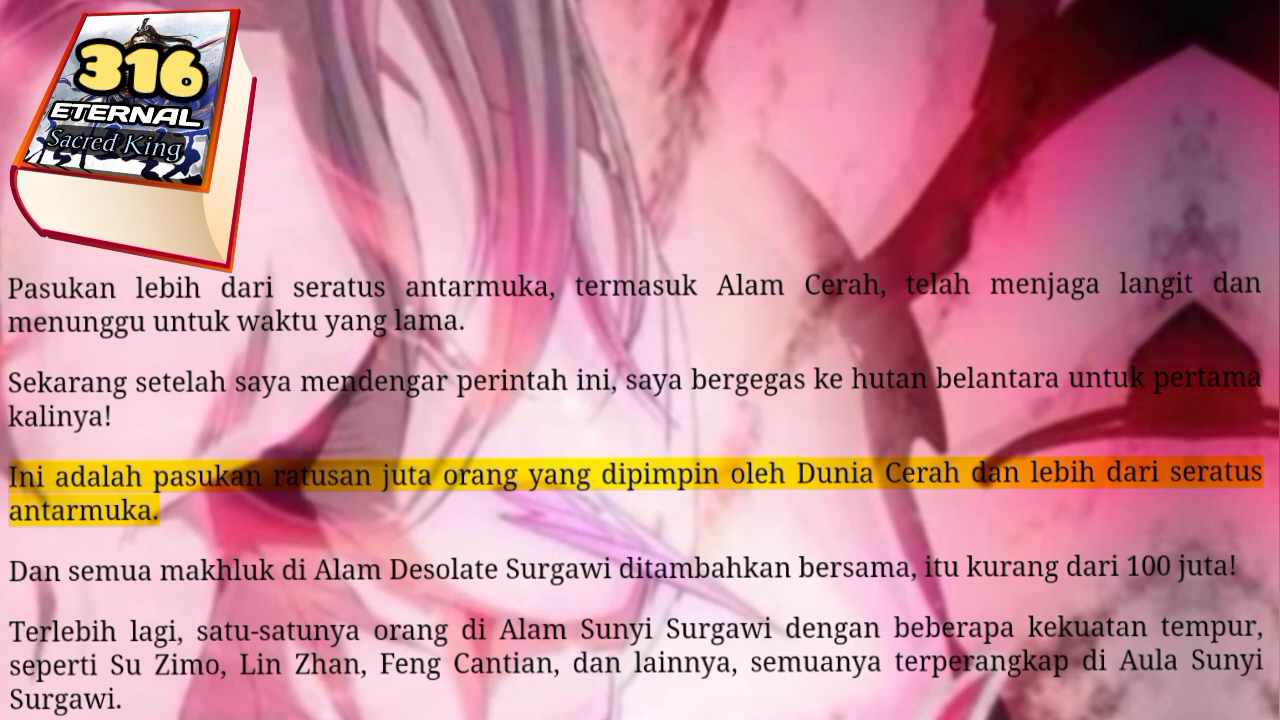 316
ETERNAL
Sacred King
Pasukan lebih dari seratus antarmuka, termasuk Alam Cerah, telah menjaga langit dan
menunggu untuk waktu yang lama.
Sekarang setelah saya mendengar perintah ini, saya bergegas ke hutan belantara untuk pertama
kalinya!
Ini adalah pasukan ratusan juta orang yang dipimpin oleh Dunia Cerah dan lebih dari seratus
antarmuka.
Dan semua makhluk di Alam Desolate Surgawi ditambahkan bersama, itu kurang dari 100 juta!
Terlebih lagi, satu-satunya orang di Alam Sunyi Surgawi dengan beberapa kekuatan tempur,
seperti Su Zimo, Lin Zhan, Feng Cantian, dan lainnya, semuanya terperangkap di Aula Sunyi
Surgawi.